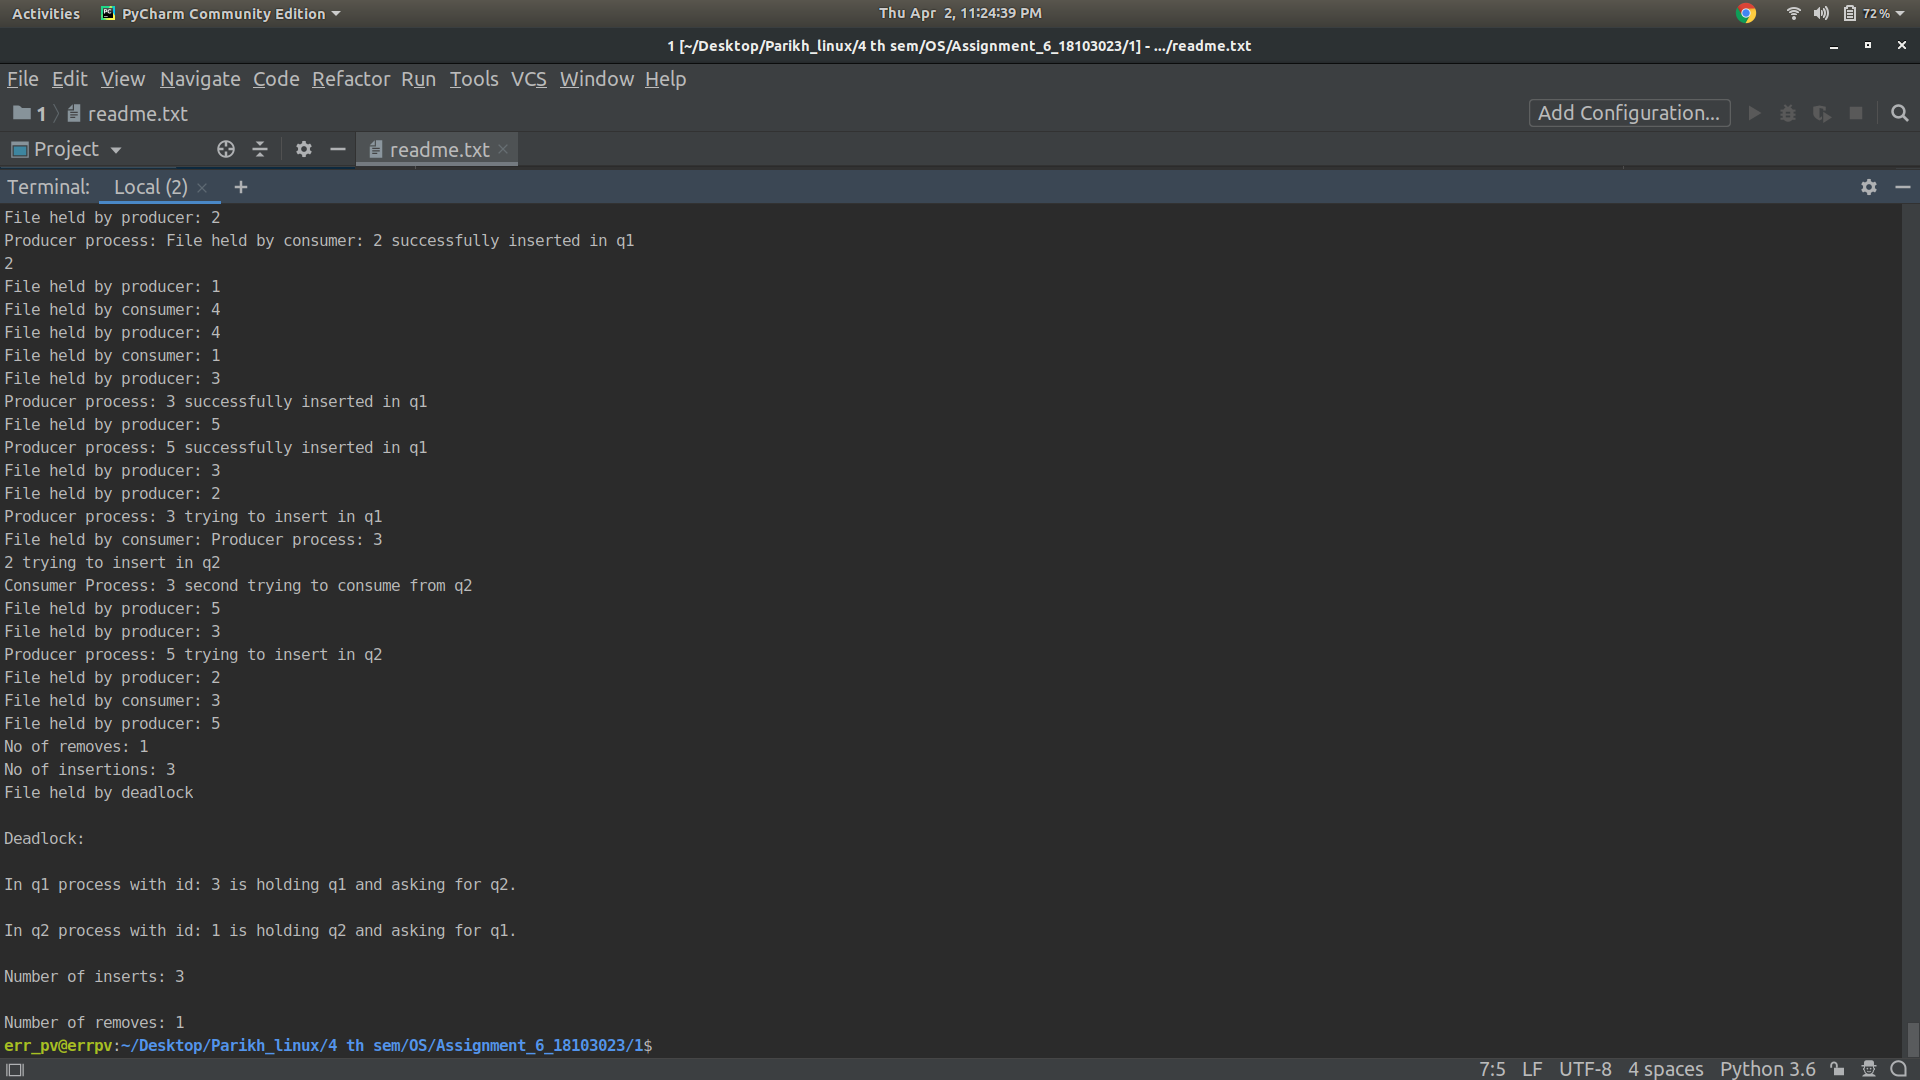 Activities PyCharm Community Edition Thu Apr 2, 11:24:39 PM 72%
1 [~/Desktop/Parikh_linux/4 th sem/OS/Assignment_6_18103023/1] - .../readme.txt
File Edit View Navigate Code Refactor Run Tools VCS Window Help
1 readme.txt Add Configuration...
Project readme.txt
Terminal: Local (2) +
File held by producer: 2
Producer process: File held by consumer: 2 successfully inserted in q1
2
File held by producer: 1
File held by consumer: 4
File held by producer: 4
File held by consumer: 1
File held by producer: 3
Producer process: 3 successfully inserted in q1
File held by producer: 5
Producer process: 5 successfully inserted in q1
File held by producer: 3
File held by producer: 2
Producer process: 3 trying to insert in q1
File held by consumer: Producer process: 3
2 trying to insert in q2
Consumer Process: 3 second trying to consume from q2
File held by producer: 5
File held by producer: 3
Producer process: 5 trying to insert in q2
File held by producer: 2
File held by consumer: 3
File held by producer: 5
No of removes: 1
No of insertions: 3
File held by deadlock
Deadlock:
In q1 process with id: 3 is holding q1 and asking for q2.
In q2 process with id: 1 is holding q2 and asking for q1.
Number of inserts: 3
Number of removes: 1
err_pv@errpv:~/Desktop/Parikh_linux/4 th sem/OS/Assignment_6_18103023/1$
7:5 LF UTF-8 4 spaces Python 3.6